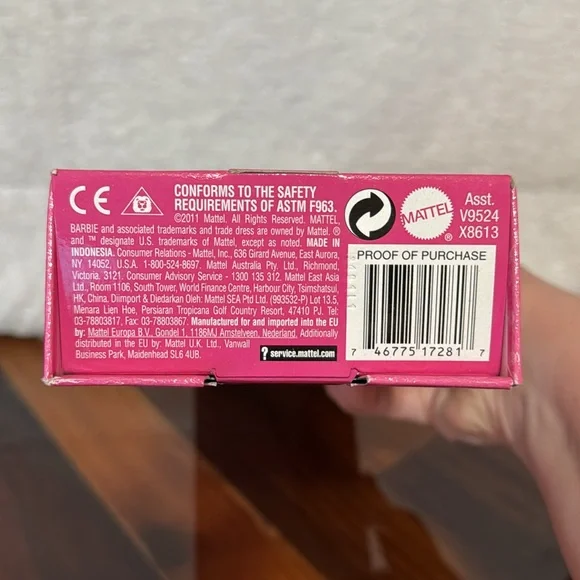 CE
CONFORMS TO THE SAFETY
REQUIREMENTS OF ASTM F963.
©2011 Mattel. All Rights Reserved. MATTEL,
BARBIE and associated trademarks and trade dress are owned by Mattel. ®
and ™ designate U.S. trademarks of Mattel, except as noted. MADE IN
INDONESIA. Consumer Relations - Mattel, Inc., 636 Girard Avenue, East Aurora,
NY 14052, U.S.A. 1-800-524-8697. Mattel Australia Pty. Ltd., Richmond,
Victoria. 3121. Consumer Advisory Service - 1300 135 312. Mattel East Asia
Ltd., Room 1106, South Tower, World Finance Centre, Harbour City, Tsimshatsui,
HK, China. Diimport & Diedarkan Oleh: Mattel SEA Ptd Ltd. (993532-P) Lot 13.5,
Menara Lien Hoe, Persiaran Tropicana Golf Country Resort, 47410 PJ. Tel:
03-78803817, Fax: 03-78803867. Manufactured for and imported into the EU
by: Mattel Europa B.V., Gondel 1, 1186MJ Amstelveen, Nederland. Additionally
distributed in the EU by: Mattel U.K. Ltd., Vanwall
Business Park, Maidenhead SL6 4UB.
? service.mattel.com
MATTEL
®
Asst.
V9524
X8613
PROOF OF PURCHASE
7 46775 17281 7